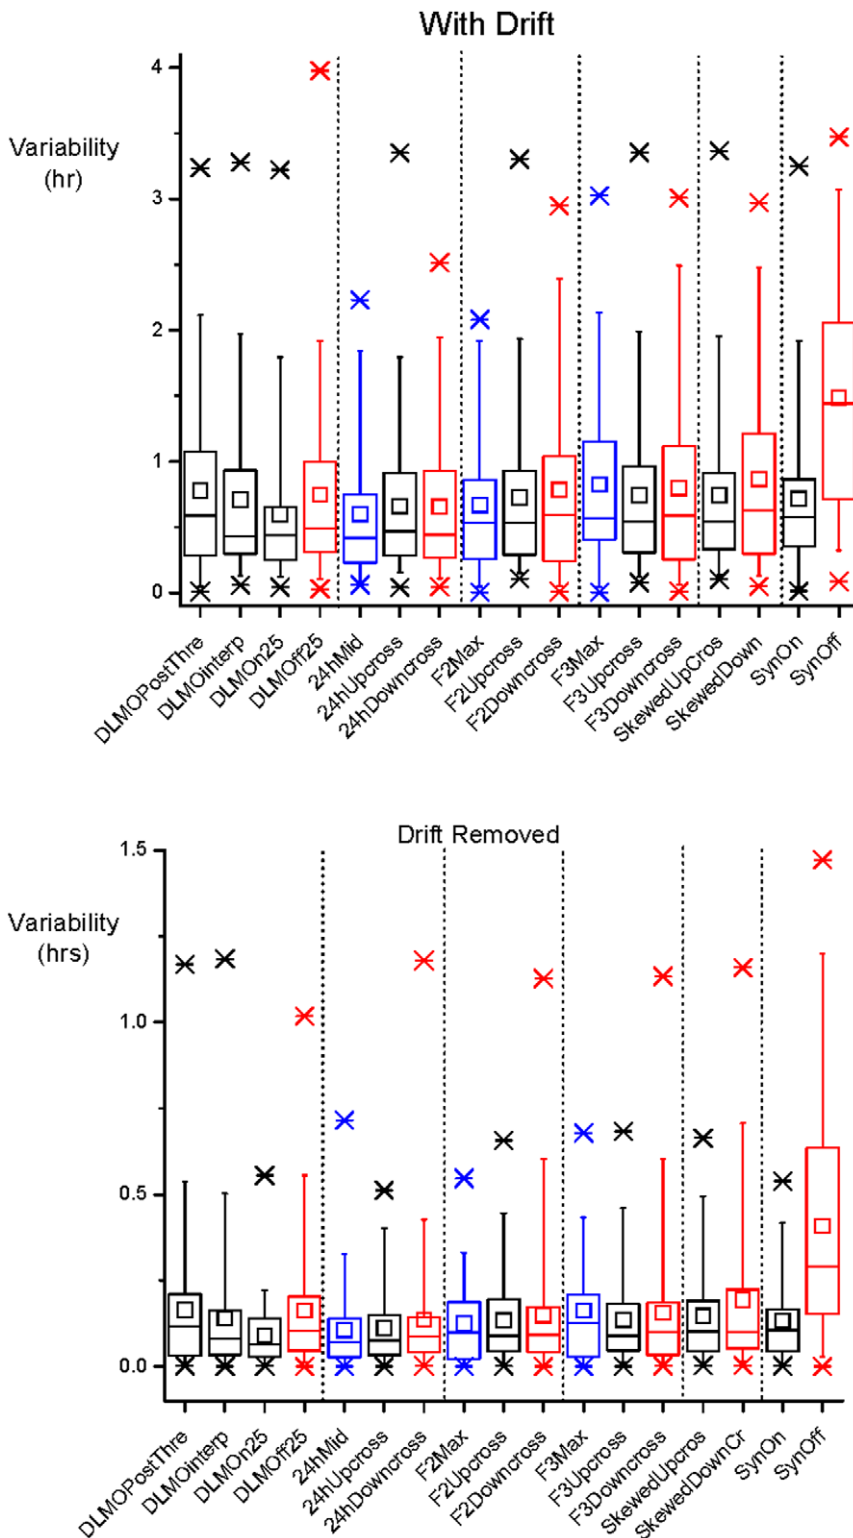 With Drift
Variability
(hr)
4
3
2
1
0
DLMOPostThre
DLMOinterp
DLMOn25
DLMOff25
24hMid
24hUpcross
24hDowncross
F2Max
F2Upcross
F2Downcross
F3Max
F3Upcross
F3Downcross
SkewedUpCros
SkewedDown
SynOn
SynOff
Drift Removed
Variability
(hrs)
1.5
1.0
0.5
0.0
DLMOPostThre
DLMOinterp
DLMOn25
DLMOff25
24hMid
24hUpcross
24hDowncross
F2Max
F2Upcross
F2Downcross
F3Max
F3Upcross
F3Downcross
SkewedUpcros
SkewedDownCr
SynOn
SynOff